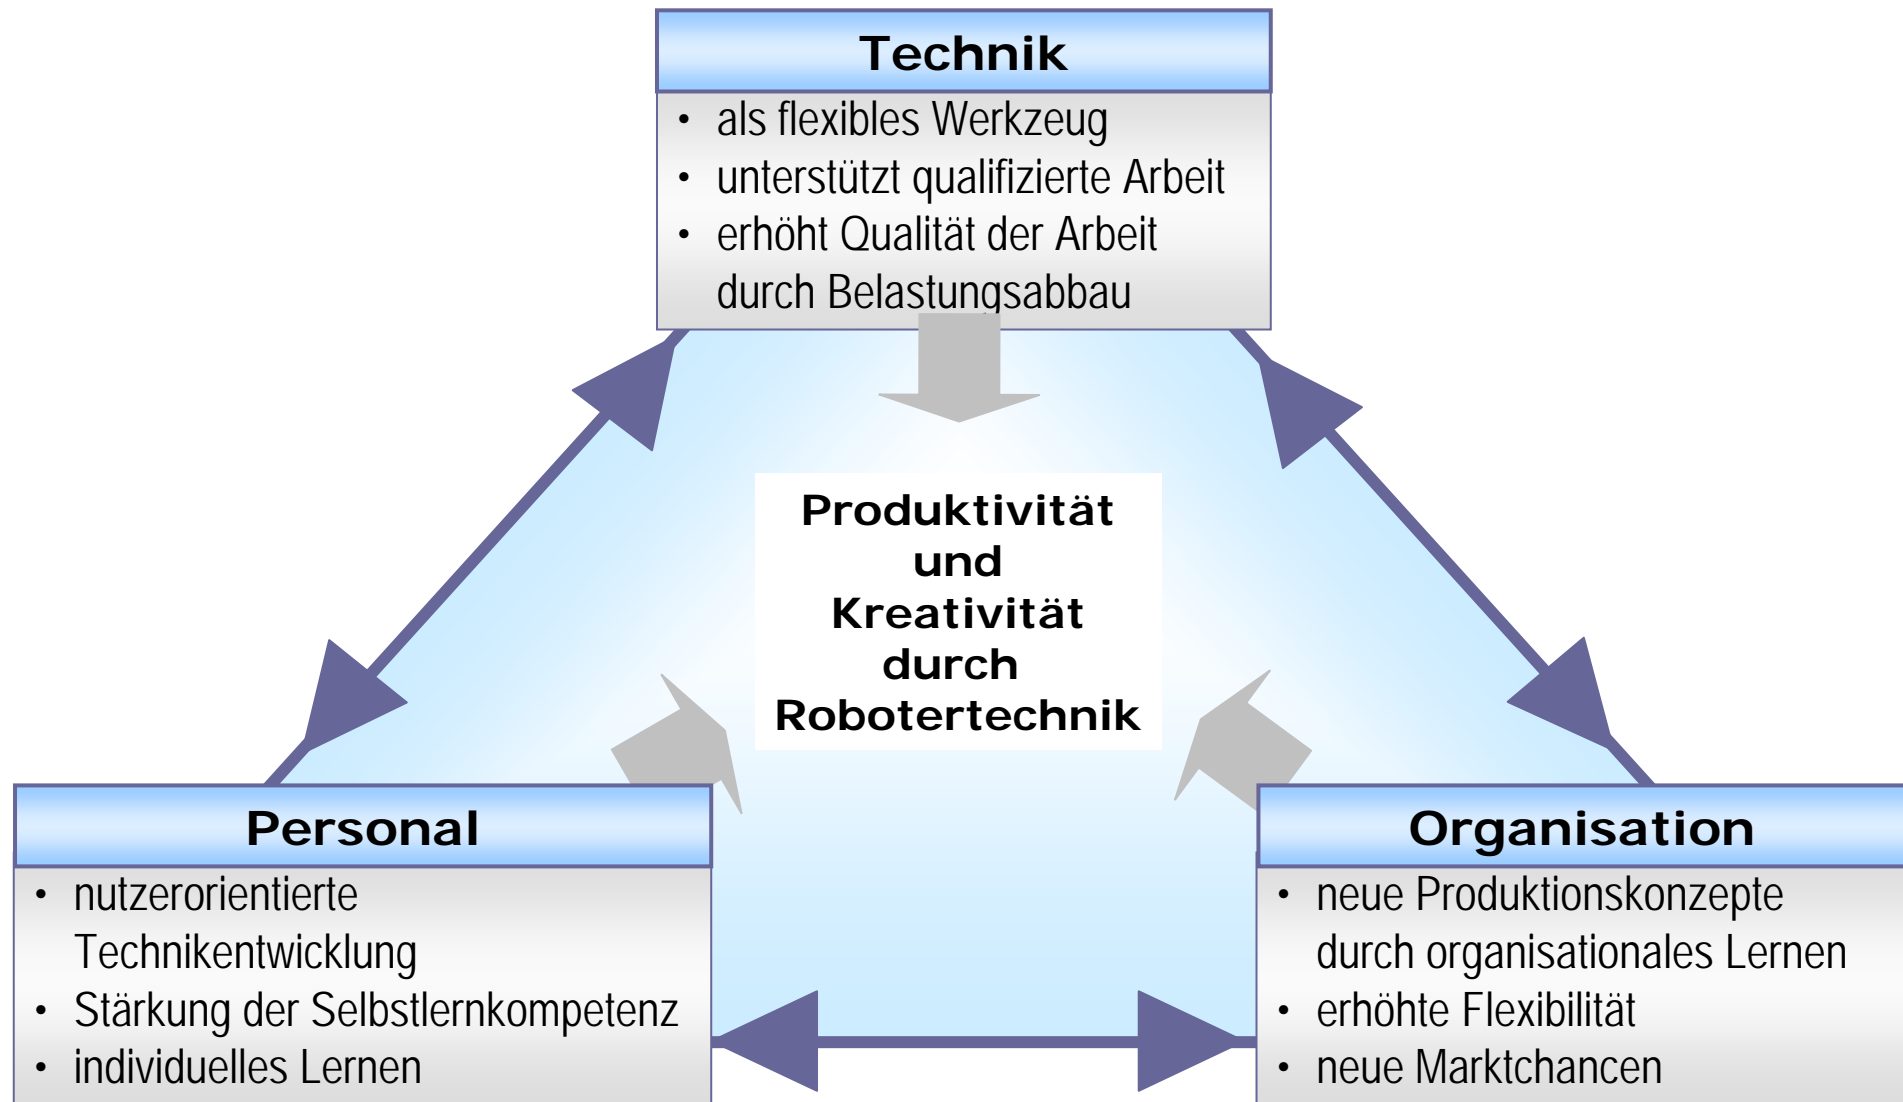 Technik
• als flexibles Werkzeug
• unterstützt qualifizierte Arbeit
• erhöht Qualität der Arbeit
durch Belastungsabbau
Produktivität
und
Kreativität
durch
Robotertechnik
Personal
• nutzerorientierte
Technikentwicklung
• Stärkung der Selbstlernkompetenz
• individuelles Lernen
Organisation
• neue Produktionskonzepte
durch organisationales Lernen
• erhöhte Flexibilität
• neue Marktchancen